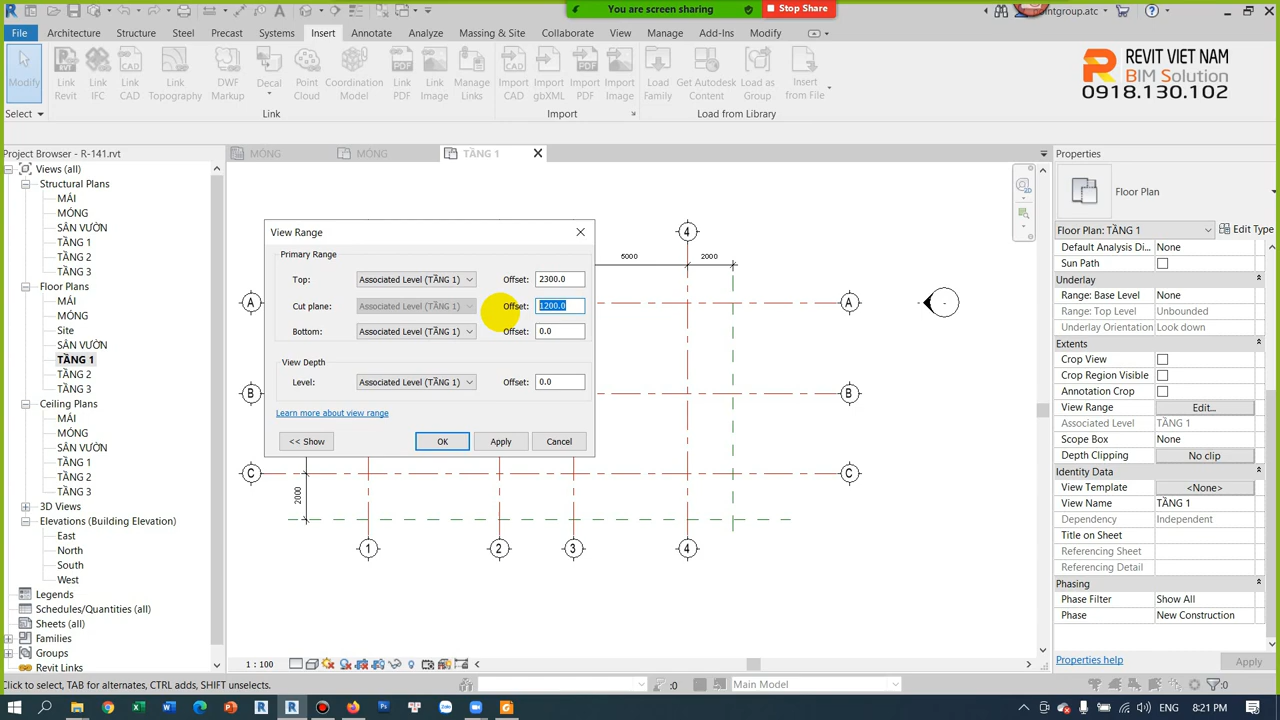 You are screen sharing
Stop Share
File
Architecture
Structure
Steel
Precast
Systems
Insert
Annotate
Analyze
Massing & Site
Collaborate
View
Manage
Add-Ins
Modify
Modify
Link Revit
Link IFC
Link CAD
Link Topography
DWF Markup
Decal
Point Cloud
Coordination Model
Link PDF
Link Image
Manage Links
Import CAD
Import gbXML
Import PDF
Import Image
Load Family
Get Autodesk Content
Load as Group
Insert from File
Select
Link
Import
Load from Library
REVIT VIET NAM
BIM Solution
0918.130.102
Project Browser - R-141.rvt
Views (all)
Structural Plans
MÁI
MÓNG
SÂN VƯỜN
TẦNG 1
TẦNG 2
TẦNG 3
Floor Plans
MÁI
MÓNG
Site
SÂN VƯỜN
TẦNG 1
TẦNG 2
TẦNG 3
Ceiling Plans
MÁI
MÓNG
SÂN VƯỜN
TẦNG 1
TẦNG 2
TẦNG 3
3D Views
Elevations (Building Elevation)
East
North
South
West
Legends
Schedules/Quantities (all)
Sheets (all)
Families
Groups
Revit Links
MÓNG
MÓNG
TẦNG 1
View Range
Primary Range
Top: Associated Level (TẦNG 1) Offset: 2300.0
Cut plane: Associated Level (TẦNG 1) Offset: 1200.0
Bottom: Associated Level (TẦNG 1) Offset: 0.0
View Depth
Level: Associated Level (TẦNG 1) Offset: 0.0
Learn more about view range
<< Show
OK
Apply
Cancel
4
5000
2000
A
A
B
B
C
C
2000
1
2
3
4
1 : 100
Properties
Floor Plan
Floor Plan: TẦNG 1
Edit Type
Default Analysis Di... None
Sun Path
Underlay
Range: Base Level None
Range: Top Level Unbounded
Underlay Orientation Look down
Extents
Crop View
Crop Region Visible
Annotation Crop
View Range Edit...
Associated Level TẦNG 1
Scope Box None
Depth Clipping No clip
Identity Data
View Template <None>
View Name TẦNG 1
Dependency Independent
Title on Sheet
Referencing Sheet
Referencing Detail
Phasing
Phase Filter Show All
Phase New Construction
Properties help
Apply
Click to select, TAB for alternates, CTRL adds, SHIFT unselects.
:0
Main Model
:0
8:21 PM